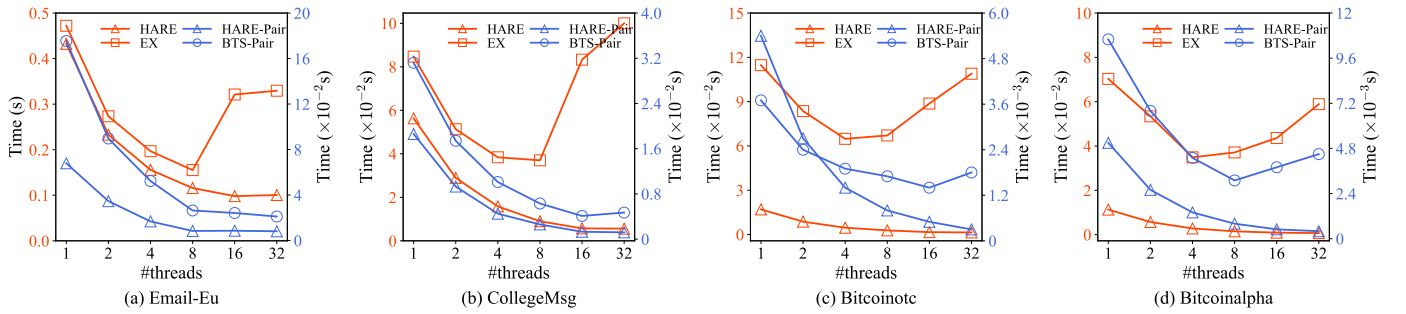 HARE
EX
HARE-Pair
BTS-Pair
0.5
0.4
0.3
0.2
0.1
0.0
Time (s)
20
16
12
8
4
0
Time (×10⁻²s)
1 2 4 8 16 32
#threads
(a) Email-Eu
HARE
EX
HARE-Pair
BTS-Pair
10
8
6
4
2
0
Time (×10⁻²s)
4.0
3.2
2.4
1.6
0.8
0
Time (×10⁻²s)
1 2 4 8 16 32
#threads
(b) CollegeMsg
HARE
EX
HARE-Pair
BTS-Pair
15
12
9
6
3
0
Time (×10⁻²s)
6.0
4.8
3.6
2.4
1.2
0
Time (×10⁻³s)
1 2 4 8 16 32
#threads
(c) Bitcoinotc
HARE
EX
HARE-Pair
BTS-Pair
10
8
6
4
2
0
Time (×10⁻²s)
12
9.6
7.2
4.8
2.4
0
Time (×10⁻³s)
1 2 4 8 16 32
#threads
(d) Bitcoinalpha